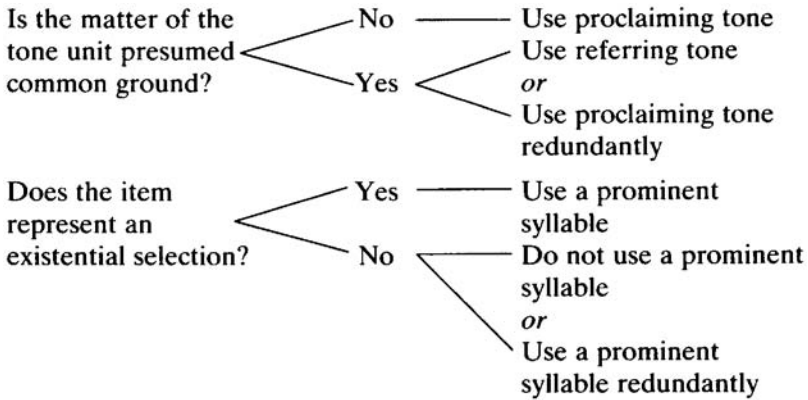 Is the matter of the
tone unit presumed
common ground?
No
Yes
Use proclaiming tone
Use referring tone
or
Use proclaiming tone
redundantly
Does the item
represent an
existential selection?
Yes
No
Use a prominent
syllable
Do not use a prominent
syllable
or
Use a prominent
syllable redundantly